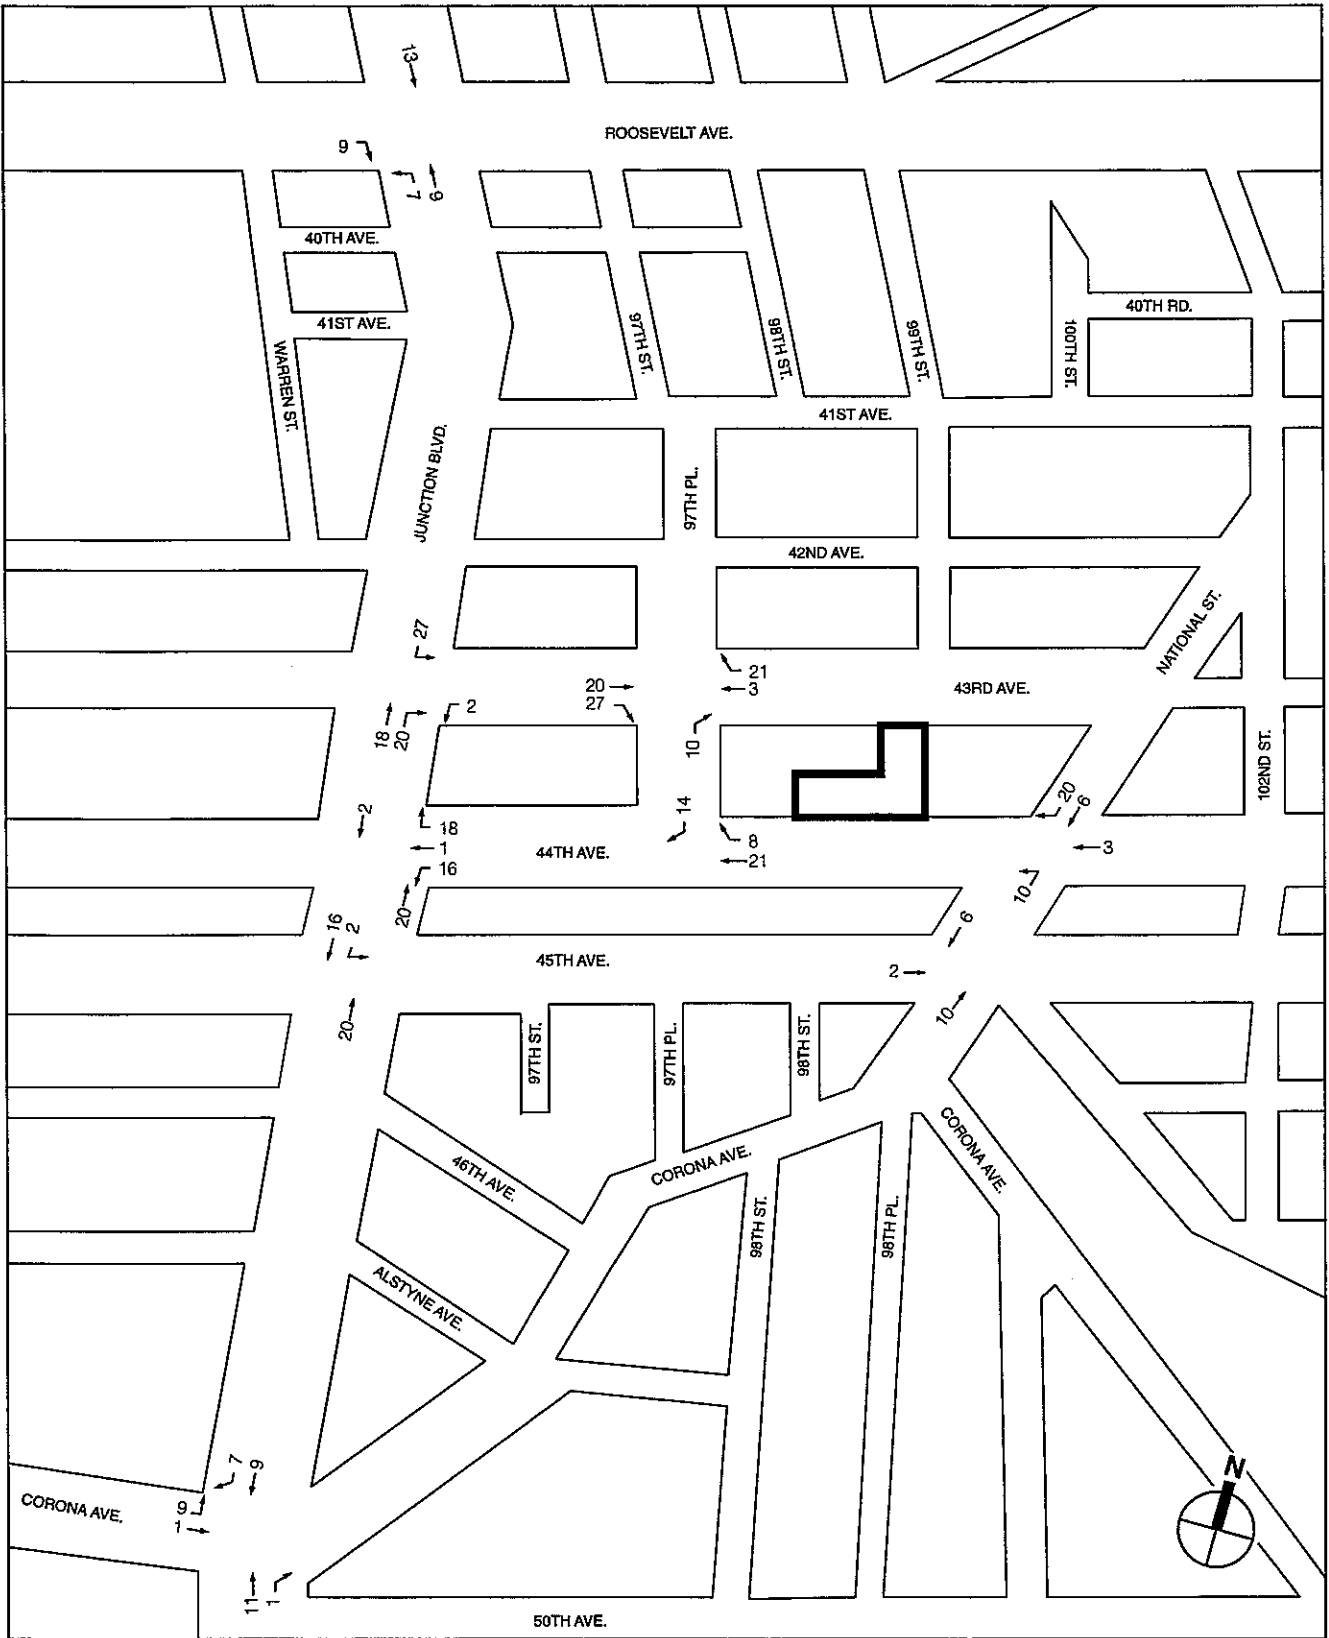 13
ROOSEVELT AVE.
9
7
9
40TH AVE.
41ST AVE.
WARREN ST.
JUNCTION BLVD.
97TH ST.
98TH ST.
99TH ST.
100TH ST.
40TH RD.
41ST AVE.
97TH PL.
42ND AVE.
NATIONAL ST.
27
21
20
3
43RD AVE.
27
2
18
20
10
102ND ST.
2
14
20
6
18
8
1
44TH AVE.
21
3
16
10
20
16
2
6
45TH AVE.
2
20
10
97TH ST.
97TH PL.
98TH ST.
46TH AVE.
CORONA AVE.
CORONA AVE.
98TH ST.
98TH PL.
ALSTYNE AVE.
7
9
CORONA AVE.
9
1
N
11
1
50TH AVE.